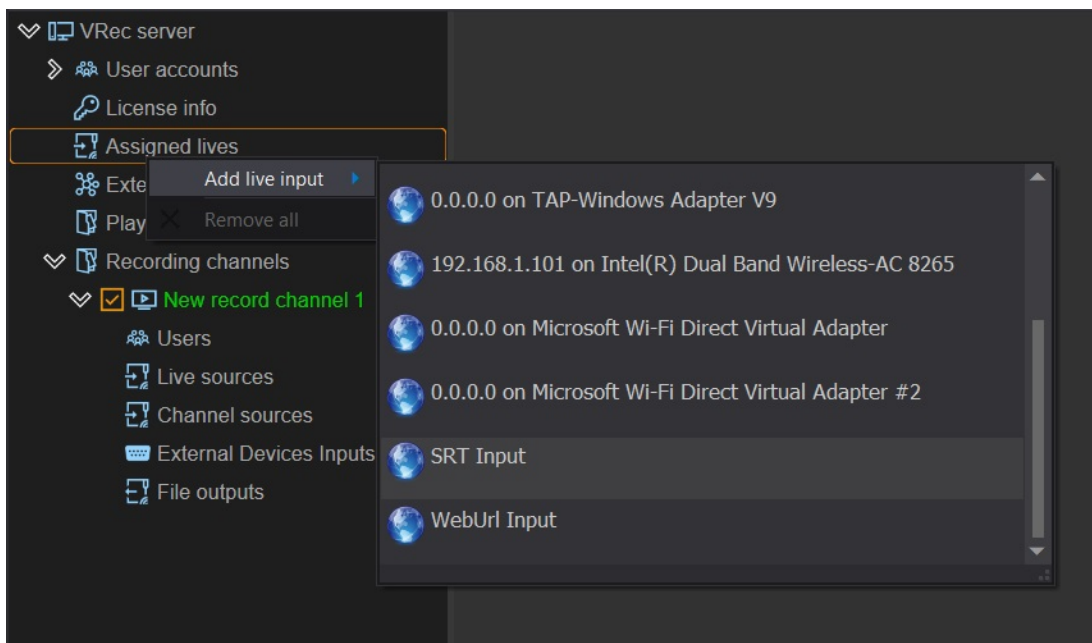 VRec server
User accounts
License info
Assigned lives
Exte
Play
Recording channels
New record channel 1
Users
Live sources
Channel sources
External Devices Inputs
File outputs
Add live input
Remove all
0.0.0.0 on TAP-Windows Adapter V9
192.168.1.101 on Intel(R) Dual Band Wireless-AC 8265
0.0.0.0 on Microsoft Wi-Fi Direct Virtual Adapter
0.0.0.0 on Microsoft Wi-Fi Direct Virtual Adapter #2
SRT Input
WebUrl Input